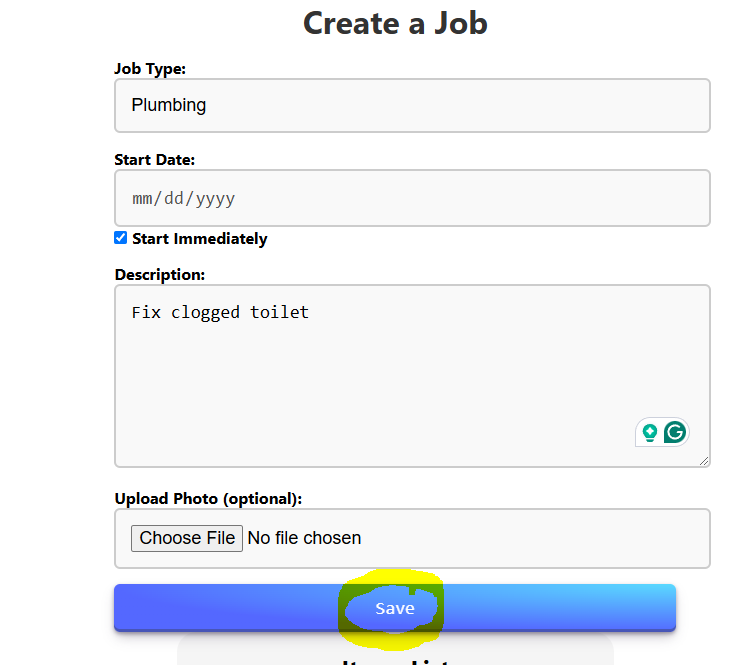 Create a Job
Job Type:
Plumbing
Start Date:
mm/dd/yyyy
Start Immediately
Description:
Fix clogged toilet
Upload Photo (optional):
Choose File No file chosen
Save